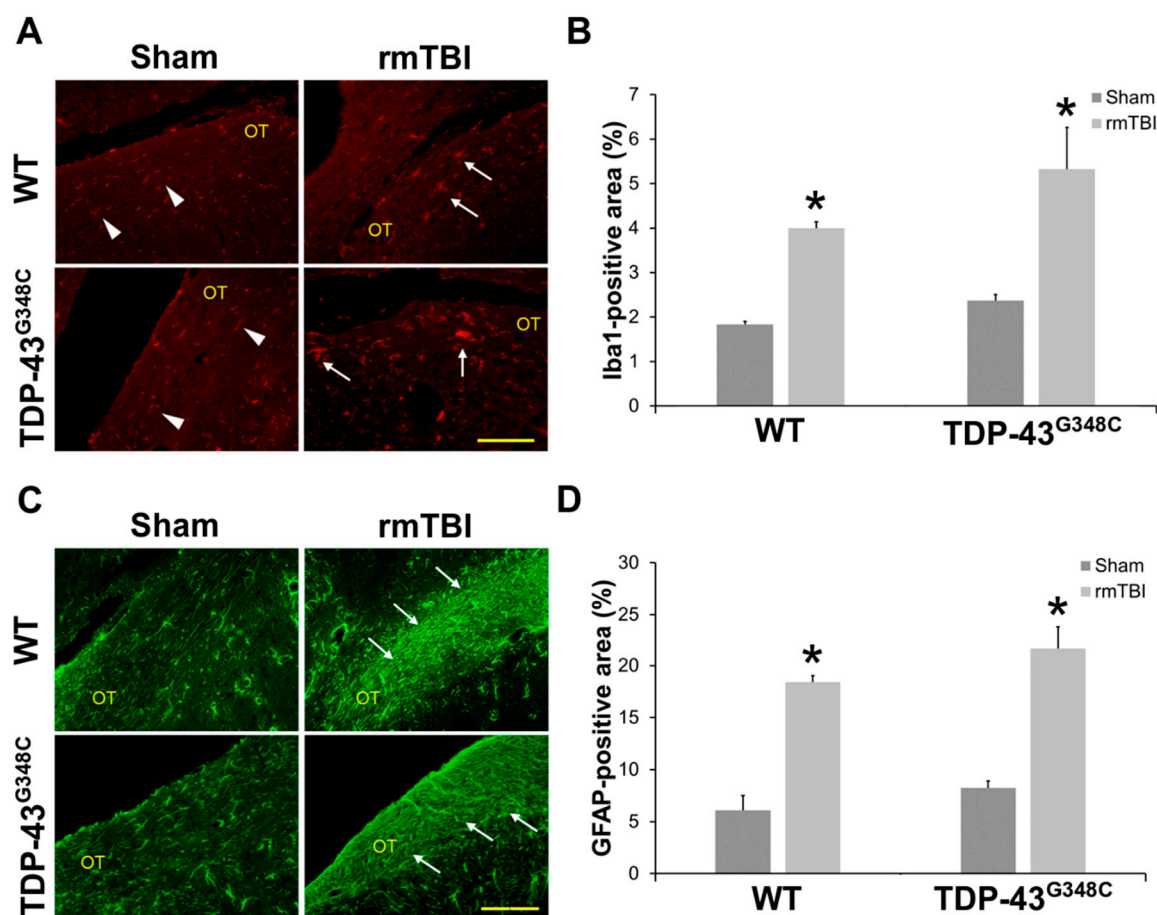 A
Sham
rmTBI
WT
OT
OT
TDP-43G348C
OT
OT
B
Iba1-positive area (%)
7
6
5
4
3
2
1
0
Sham
rmTBI
*
*
WT
TDP-43G348C
C
Sham
rmTBI
WT
OT
OT
TDP-43G348C
OT
OT
D
GFAP-positive area (%)
30
25
20
15
10
5
0
Sham
rmTBI
*
*
WT
TDP-43G348C